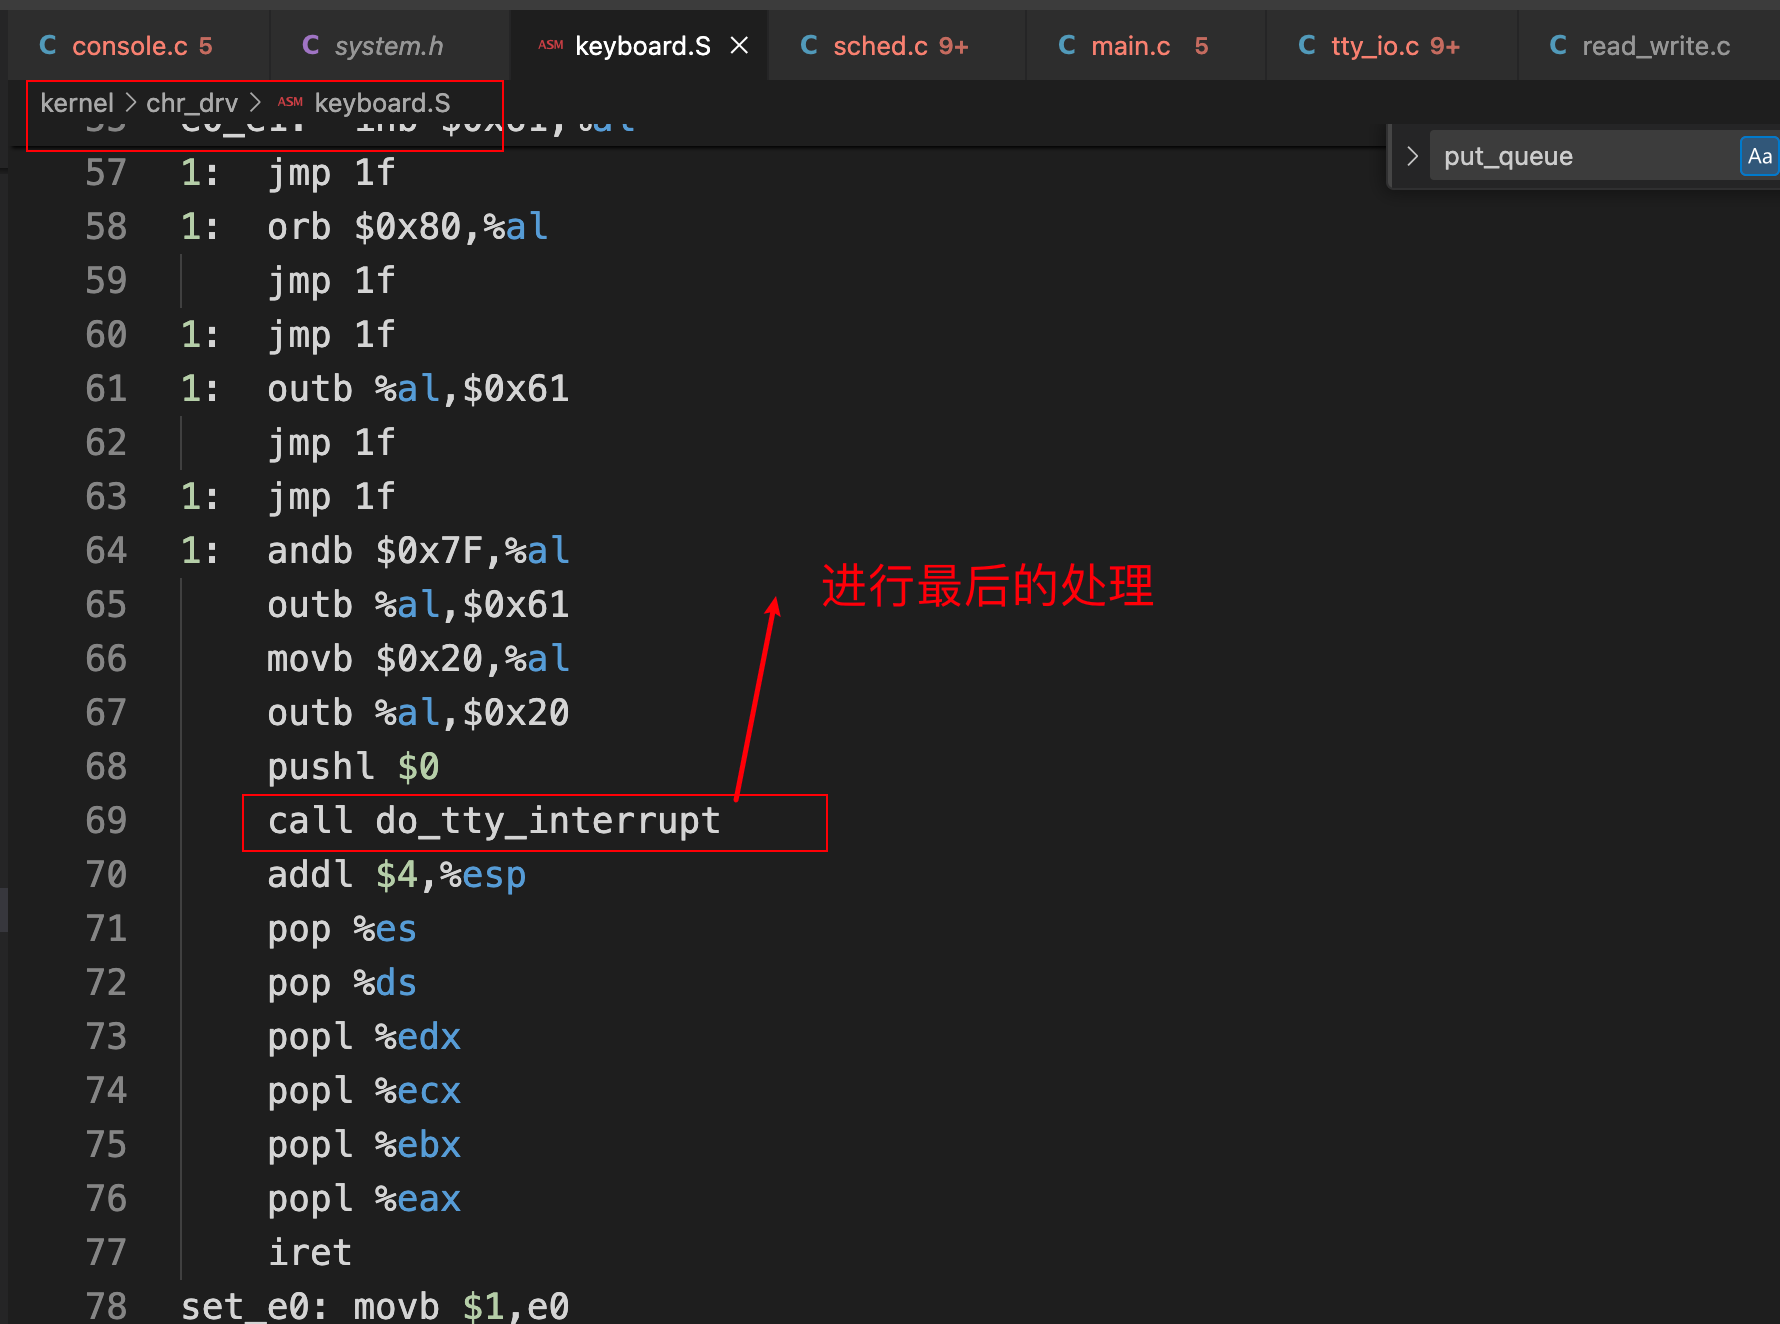 console.c 5 system.h ASM keyboard.S sched.c 9+ main.c 5 tty_io.c 9+ read_write.c
kernel > chr_drv > ASM keyboard.S
put_queue Aa
57 1: jmp 1f
58 1: orb $0x80,%al
59 jmp 1f
60 1: jmp 1f
61 1: outb %al,$0x61
62 jmp 1f
63 1: jmp 1f
64 1: andb $0x7F,%al
进行最后的处理
65 outb %al,$0x61
66 movb $0x20,%al
67 outb %al,$0x20
68 pushl $0
69 call do_tty_interrupt
70 addl $4,%esp
71 pop %es
72 pop %ds
73 popl %edx
74 popl %ecx
75 popl %ebx
76 popl %eax
77 iret
78 set_e0: movb $1,e0